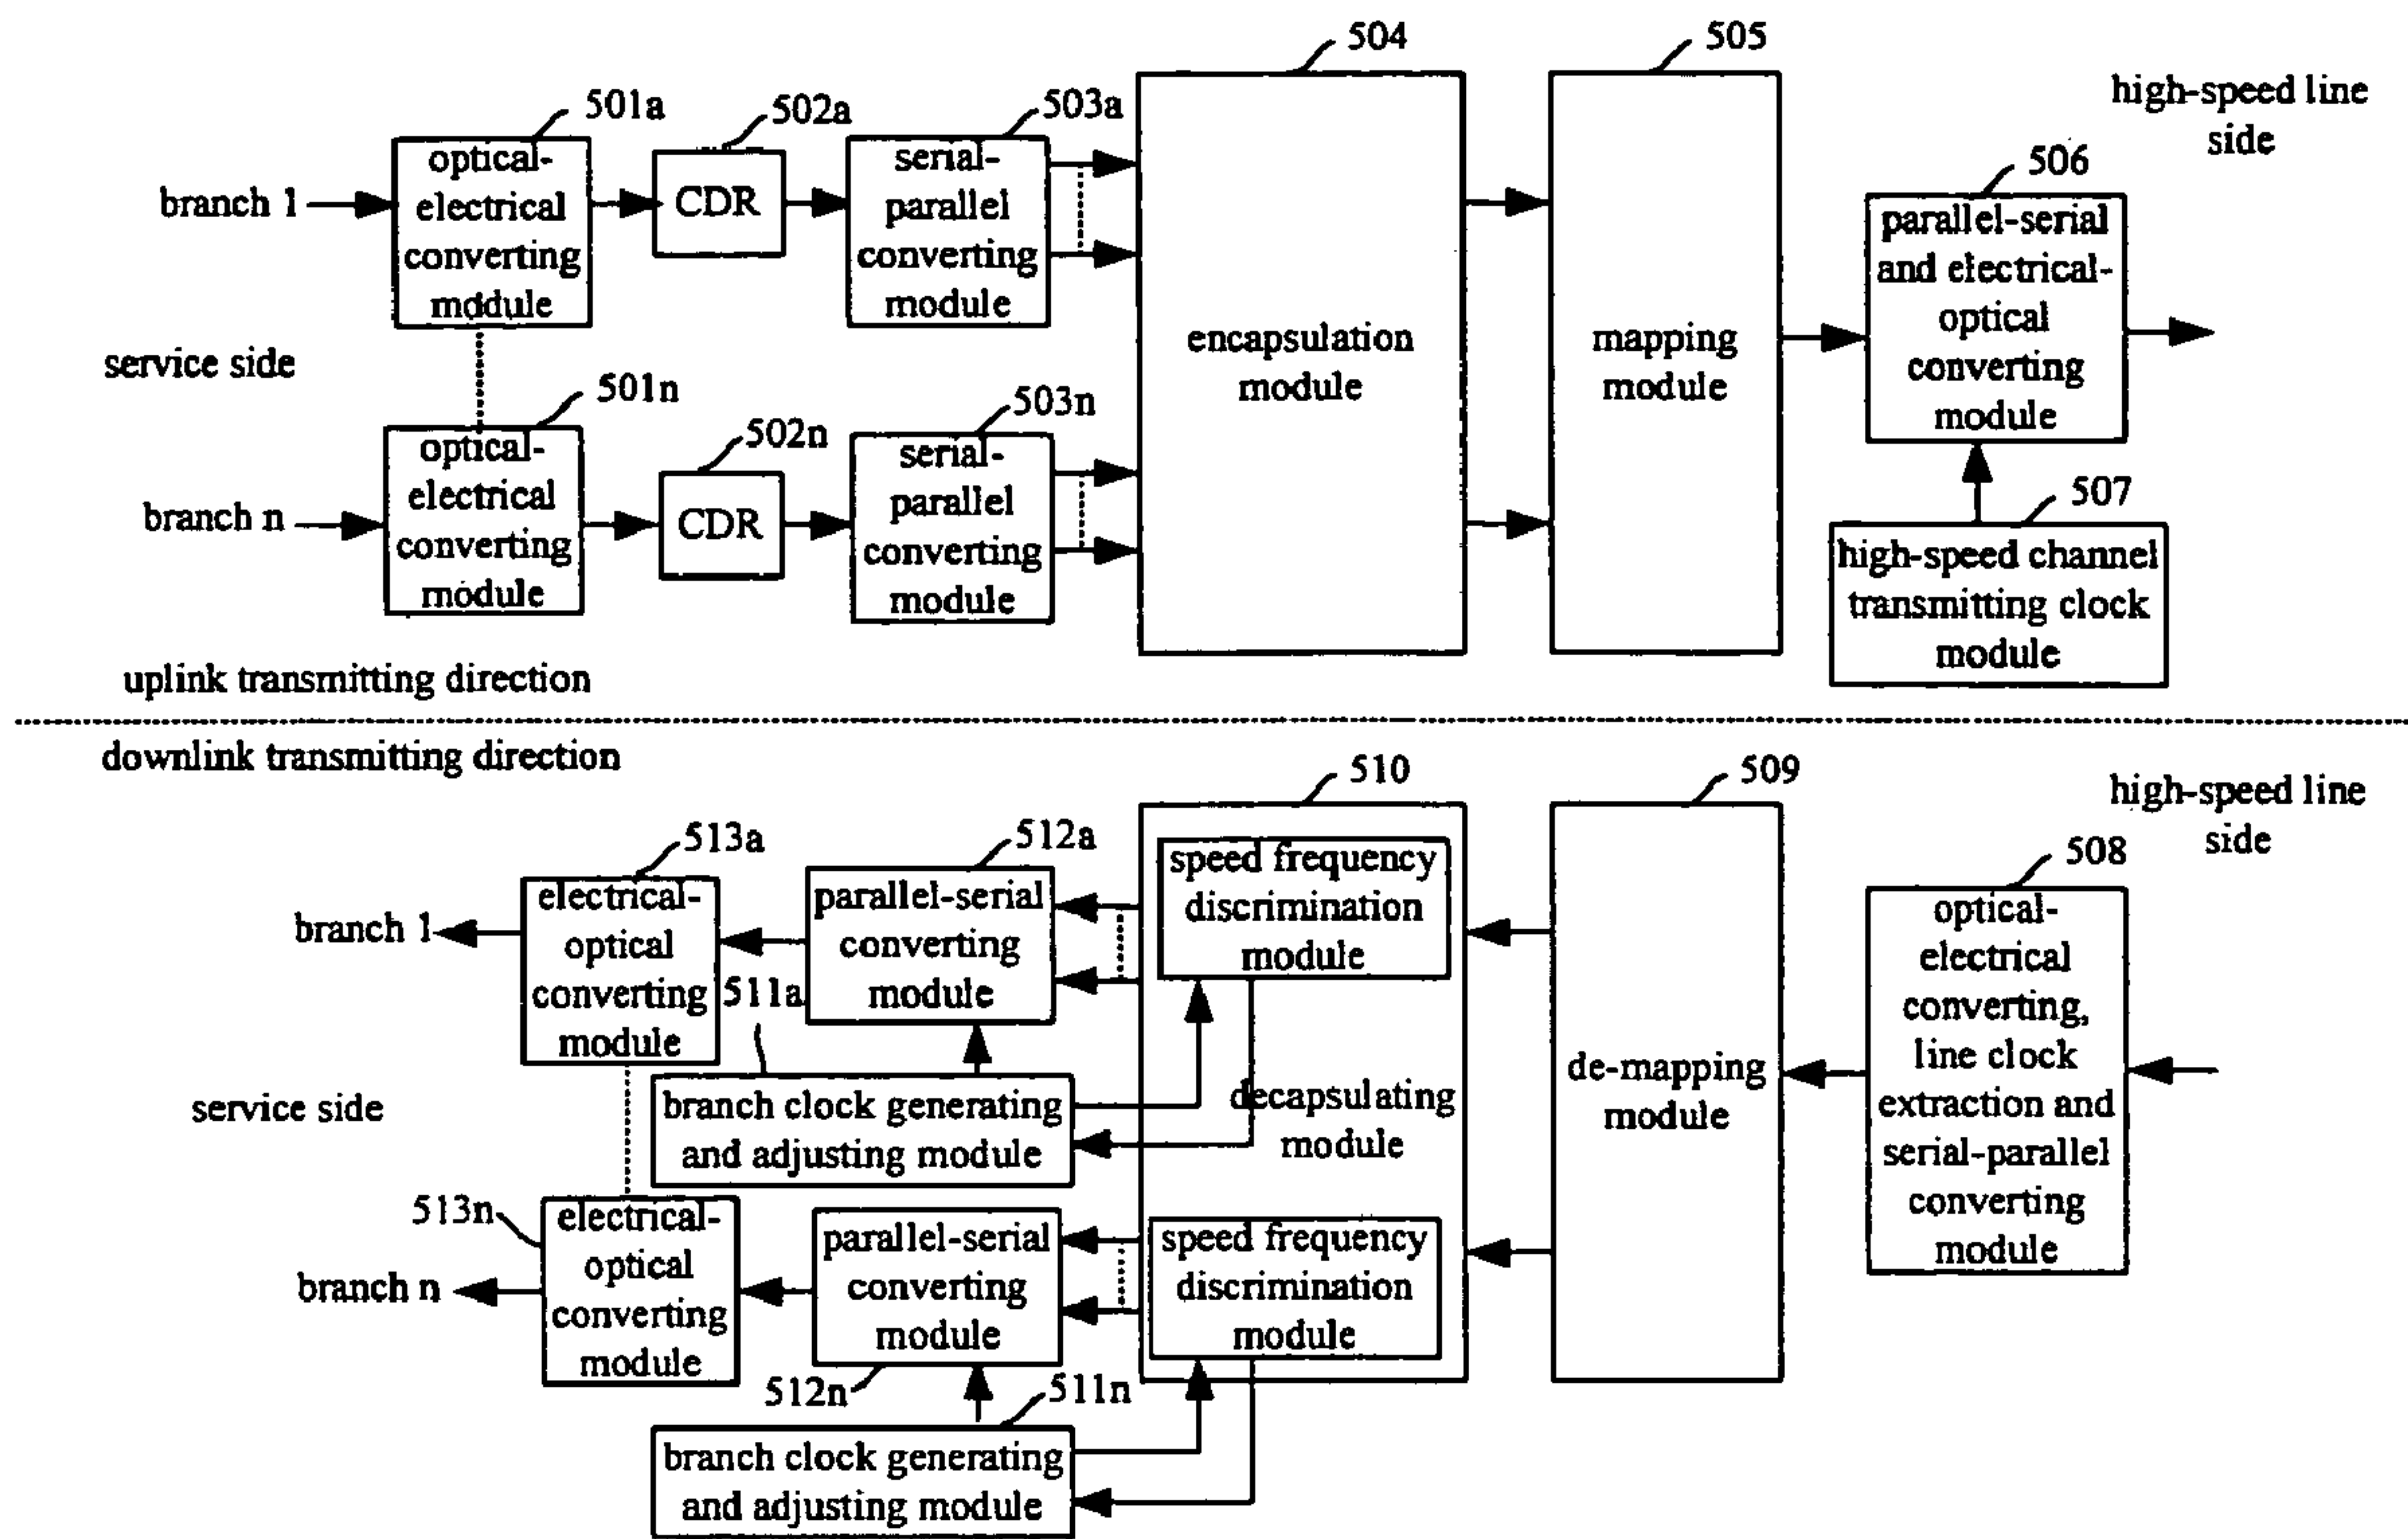 504
505
high-speed line
side
501a
502a
503a
506
optical-
electrical
converting
module
CDR
serial-
parallel
converting
module
branch 1
parallel-serial
and electrical-
optical
converting
module
encapsulation
module
mapping
module
service side
501n
502n
503n
507
optical-
electrical
converting
module
CDR
serial-
parallel
converting
module
branch n
high-speed channel
transmitting clock
module
uplink transmitting direction
downlink transmitting direction
510
509
high-speed line
side
508
513a
512a
speed frequency
discrimination
module
electrical-
optical
converting
module
parallel-serial
converting
module
branch 1
511a
optical-
electrical
converting,
line clock
extraction and
serial-parallel
converting
module
de-mapping
module
decapsulating
module
service side
branch clock generating
and adjusting module
513n
electrical-
optical
converting
module
parallel-serial
converting
module
speed frequency
discrimination
module
branch n
512n
511n
branch clock generating
and adjusting module